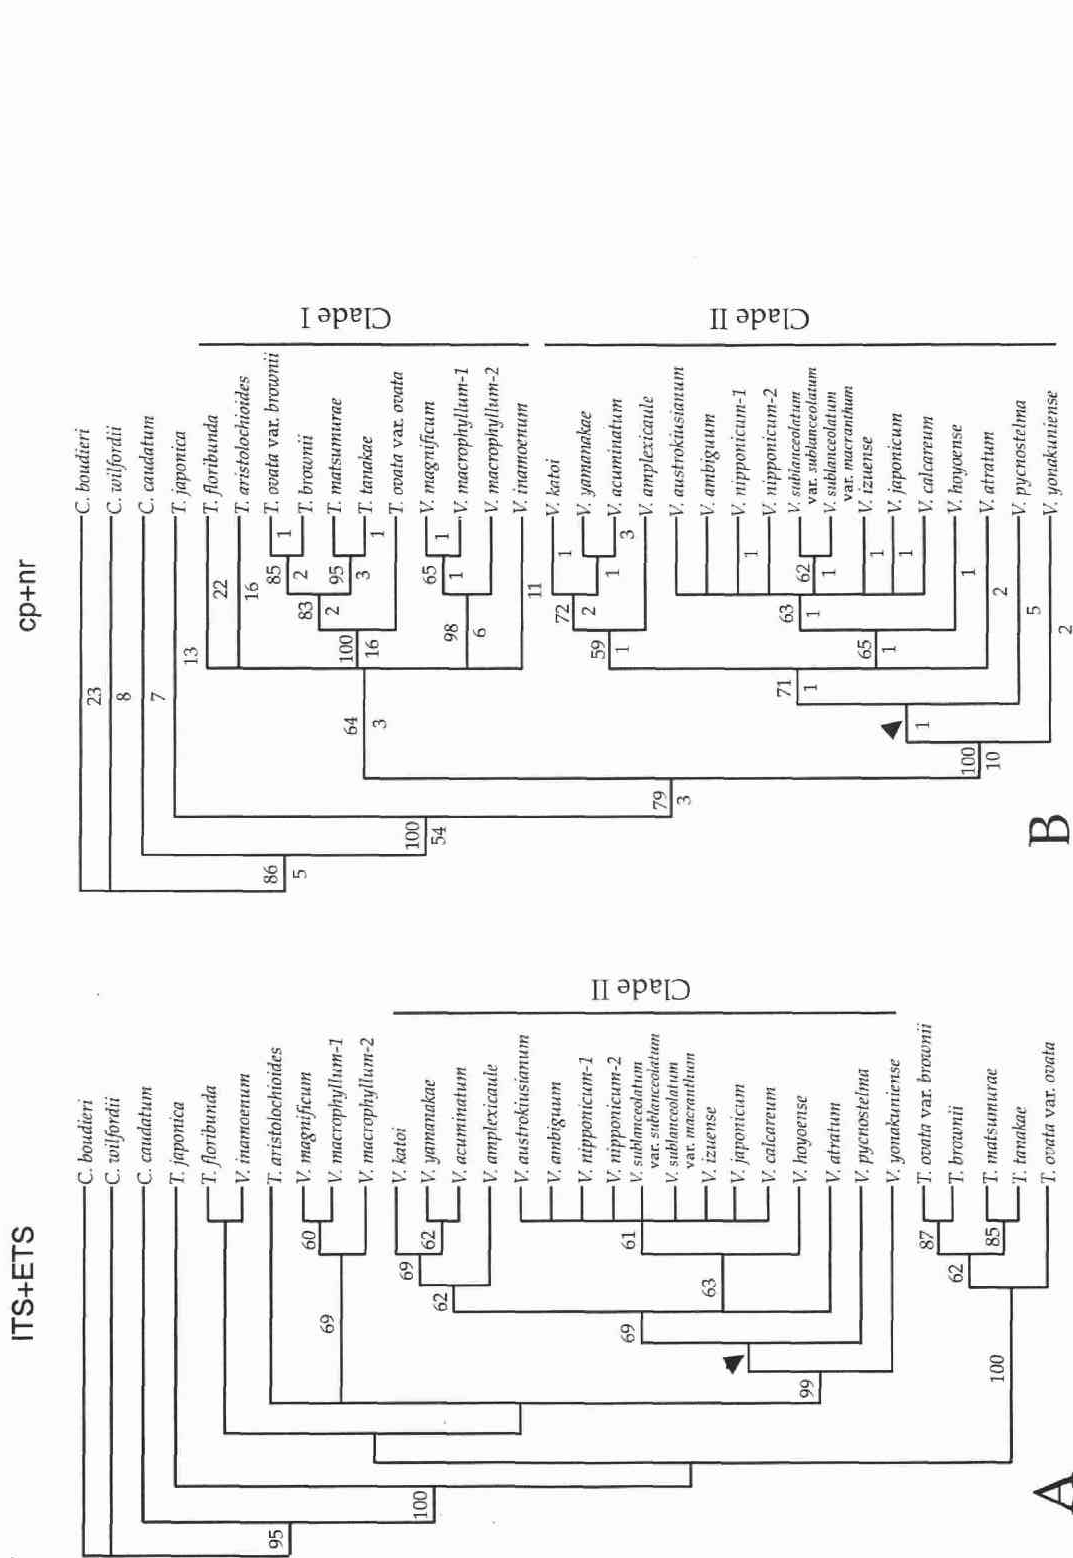 ITS+ETS
C. boudieri
C. wilfordii
C. caudatum
T. japonica
T. floribunda
V. inamoenum
T. aristolochioides
V. magnificum
V. macrophyllum-1
V. macrophyllum-2
V. katoi
V. yamanakae
V. acuminatum
V. amplexicaule
V. austrokiusianum
V. ambiguum
V. nipponicum-1
V. nipponicum-2
V. sublanceolatum
var. sublanceolatum
V. sublanceolatum
var. macranthum
V. izuense
V. japonicum
V. calcareum
V. hoyoense
V. atratum
V. pycnostelma
V. yonakuniense
T. ovata var. brownii
T. brownii
T. matsumurae
T. tanakae
T. ovata var. ovata
Clade II
95
100
60
69
69
62
62
61
63
69
99
87
85
62
100
A
cp+nr
C. boudieri
C. wilfordii
C. caudatum
T. japonica
T. floribunda
T. aristolochioides
T. ovata var. brownii
T. brownii
T. matsumurae
T. tanakae
T. ovata var. ovata
V. magnificum
V. macrophyllum-1
V. macrophyllum-2
V. inamoenum
V. katoi
V. yamanakae
V. acuminatum
V. amplexicaule
V. austrokiusianum
V. ambiguum
V. nipponicum-1
V. nipponicum-2
V. sublanceolatum
var. sublanceolatum
V. sublanceolatum
var. macranthum
V. izuense
V. japonicum
V. calcareum
V. hoyoense
V. atratum
V. pycnostelma
V. yonakuniense
Clade I
Clade II
23
8
7
13
86
5
100
54
79
3
64
3
22
16
85
1
2
83
2
95
3
1
100
16
65
1
1
98
6
11
72
1
2
1
3
59
1
1
62
1
63
1
1
1
65
1
1
71
1
2
1
5
100
10
2
B